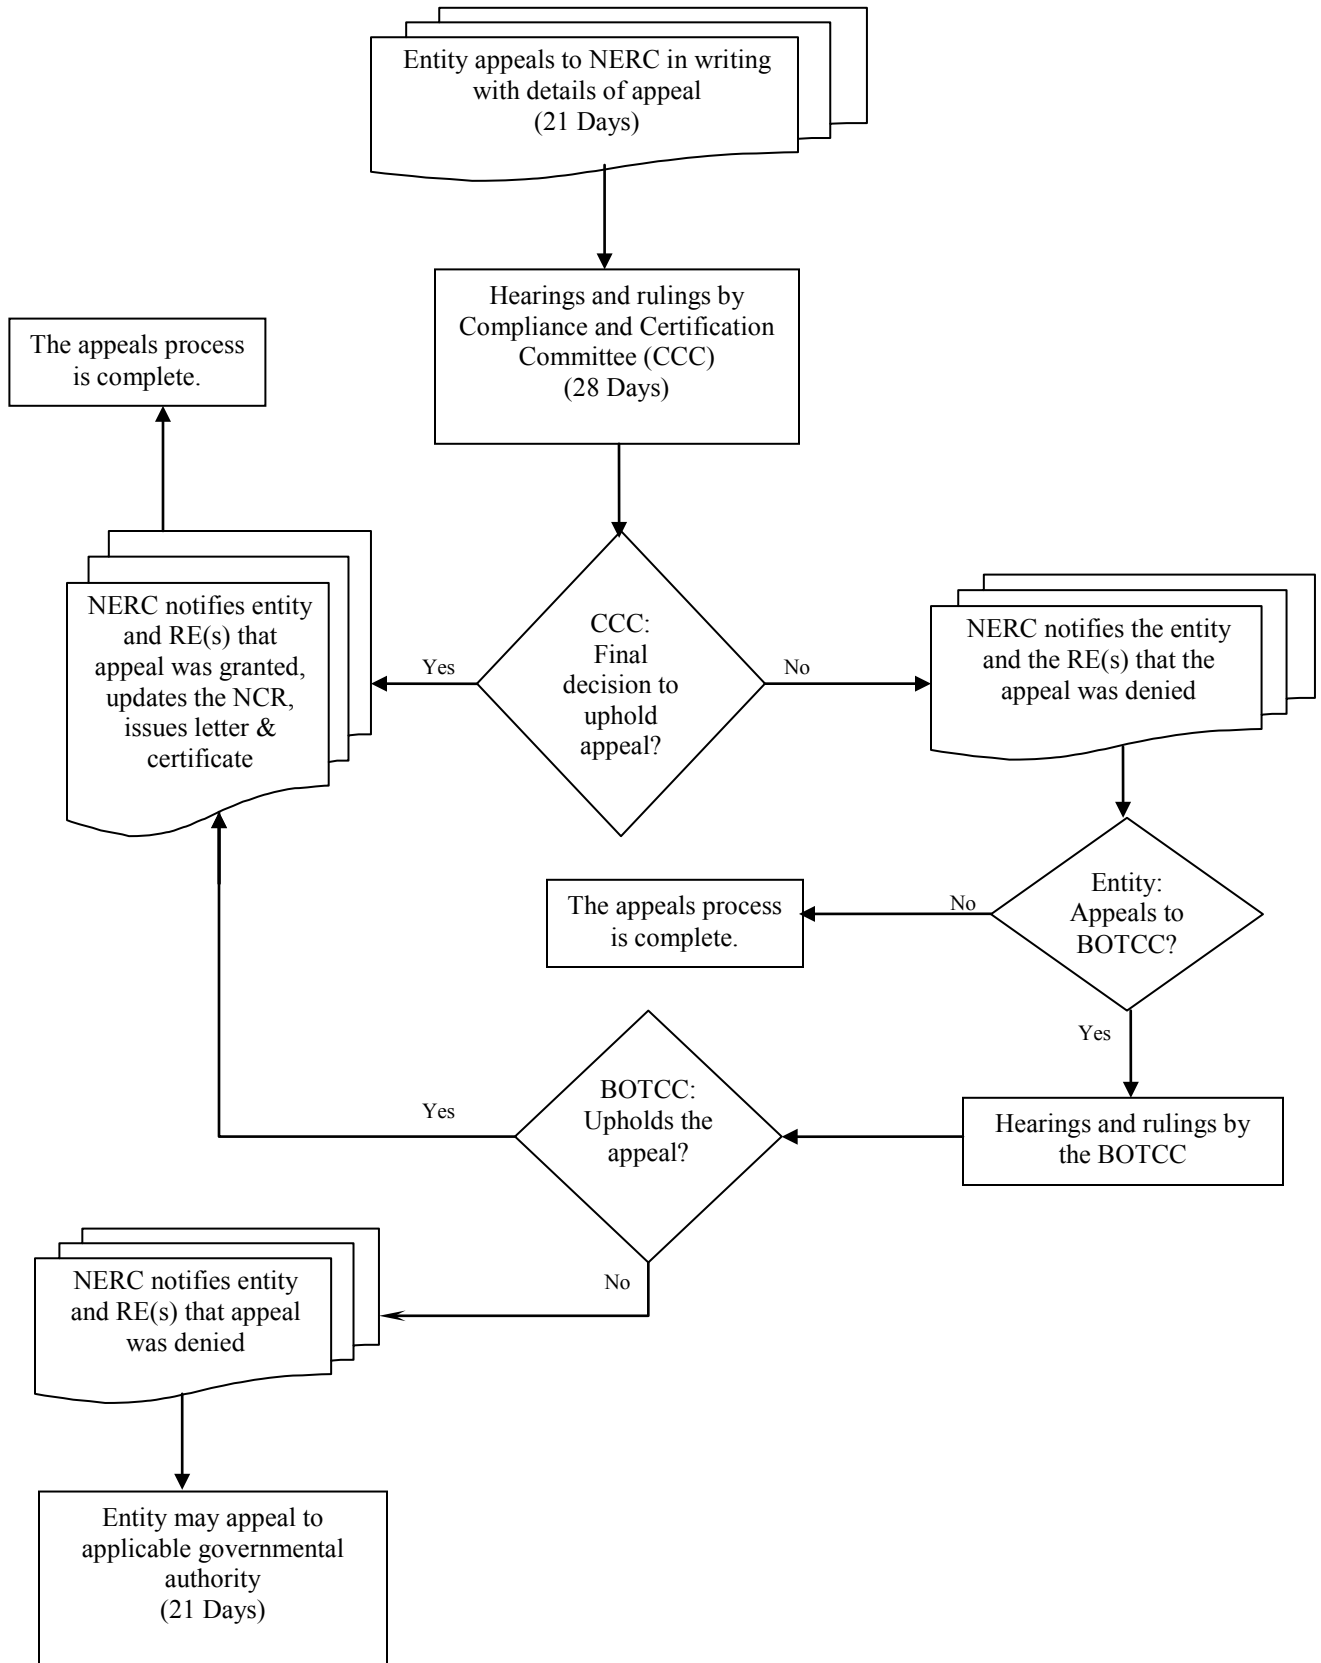 Entity appeals to NERC in writing
with details of appeal
(21 Days)
Hearings and rulings by
Compliance and Certification
Committee (CCC)
(28 Days)
The appeals process
is complete.
NERC notifies entity
and RE(s) that
appeal was granted,
updates the NCR,
issues letter &
certificate
Yes
CCC:
Final
decision to
uphold
appeal?
No
NERC notifies the entity
and the RE(s) that the
appeal was denied
The appeals process
is complete.
No
Entity:
Appeals to
BOTCC?
Yes
Yes
BOTCC:
Upholds the
appeal?
Hearings and rulings by
the BOTCC
No
NERC notifies entity
and RE(s) that appeal
was denied
Entity may appeal to
applicable governmental
authority
(21 Days)